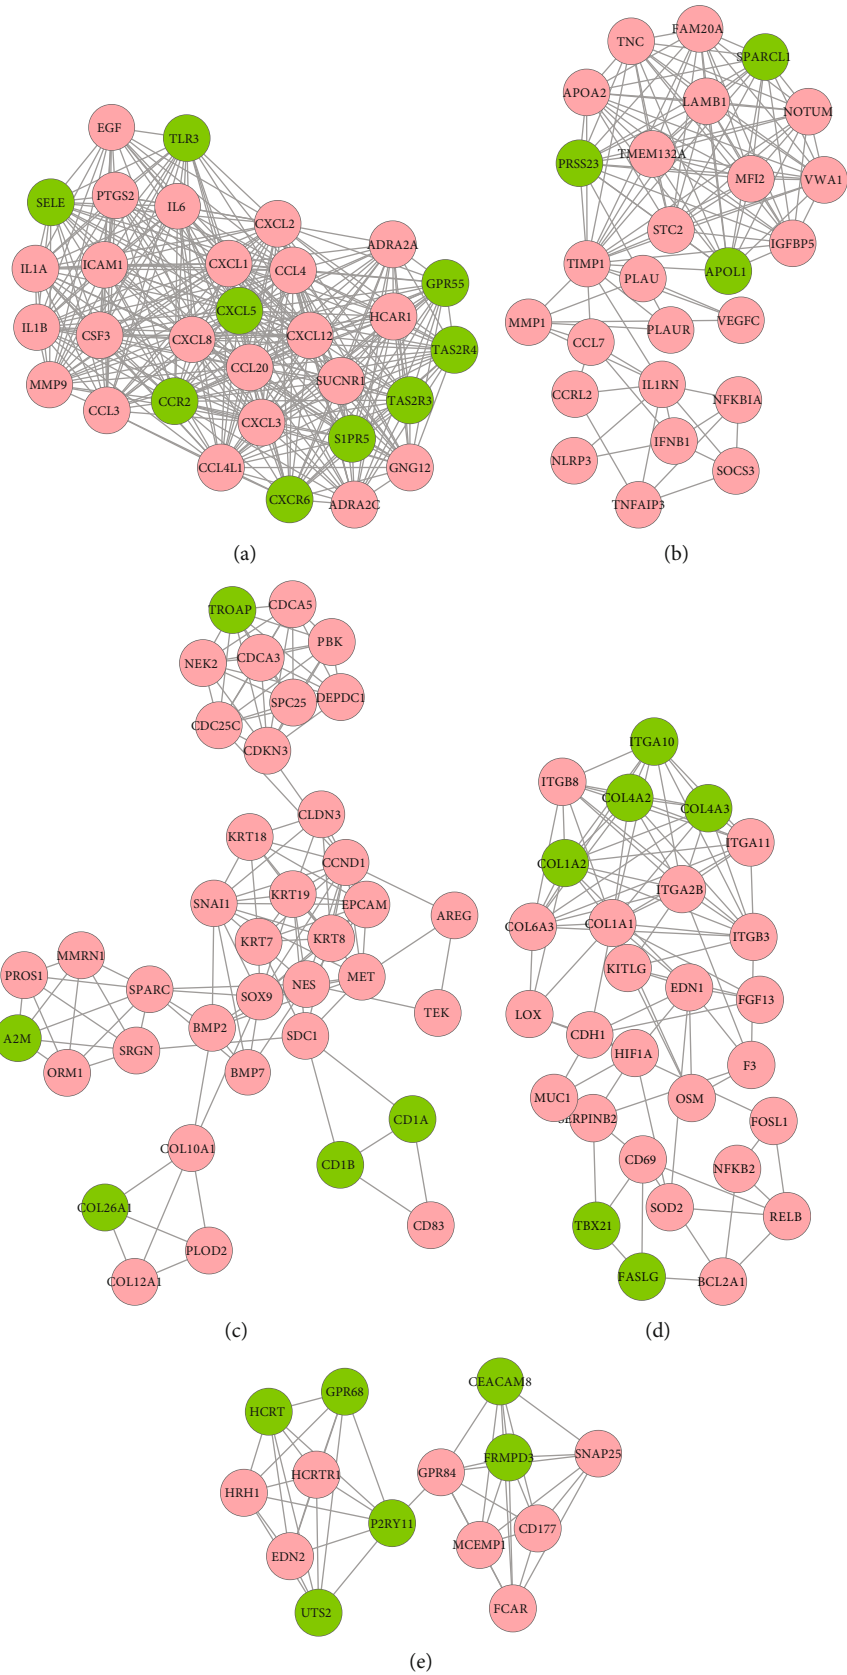 EGF
TLR3
SELE
PTGS2
IL6
CXCL2
ADRA2A
IL1A
ICAM1
CXCL1
CCL4
GPR55
CXCL5
HCAR1
IL1B
CSF3
CXCL8
CXCL12
TAS2R4
MMP9
CCL20
SUCNR1
CCL3
CCR2
TAS2R3
CXCL3
S1PR5
CCL4L1
GNG12
CXCR6
ADRA2C
(a)
FAM20A
TNC
SPARCL1
APOA2
LAMB1
NOTUM
PRSS23
TMEM132A
MFI2
VWA1
STC2
IGFBP5
TIMP1
APOL1
PLAU
MMP1
PLAUR
VEGFC
CCL7
CCRL2
IL1RN
NFKBIA
IFNB1
NLRP3
SOCS3
TNFAIP3
(b)
TROAP
CDCA5
PBK
NEK2
CDCA3
DEPDC1
SPC25
CDC25C
CDKN3
CLDN3
KRT18
CCND1
SNAI1
KRT19
EPCAM
AREG
KRT7
KRT8
MMRN1
PROS1
SPARC
SOX9
NES
MET
TEK
A2M
SRGN
BMP2
SDC1
ORM1
BMP7
CD1A
COL10A1
CD1B
COL26A1
CD83
PLOD2
COL12A1
(c)
ITGA10
ITGB8
COL4A2
COL4A3
ITGA11
COL1A2
ITGA2B
COL6A3
COL1A1
ITGB3
KITLG
EDN1
FGF13
LOX
CDH1
HIF1A
F3
MUC1
OSM
SERPINB2
FOSL1
CD69
NFKB2
SOD2
TBX21
RELB
FASLG
BCL2A1
(d)
GPR68
HCRT
HCRTR1
HRH1
P2RY11
EDN2
UTS2
CEACAM8
FRMPD3
SNAP25
GPR84
CD177
MCEMP1
FCAR
(e)